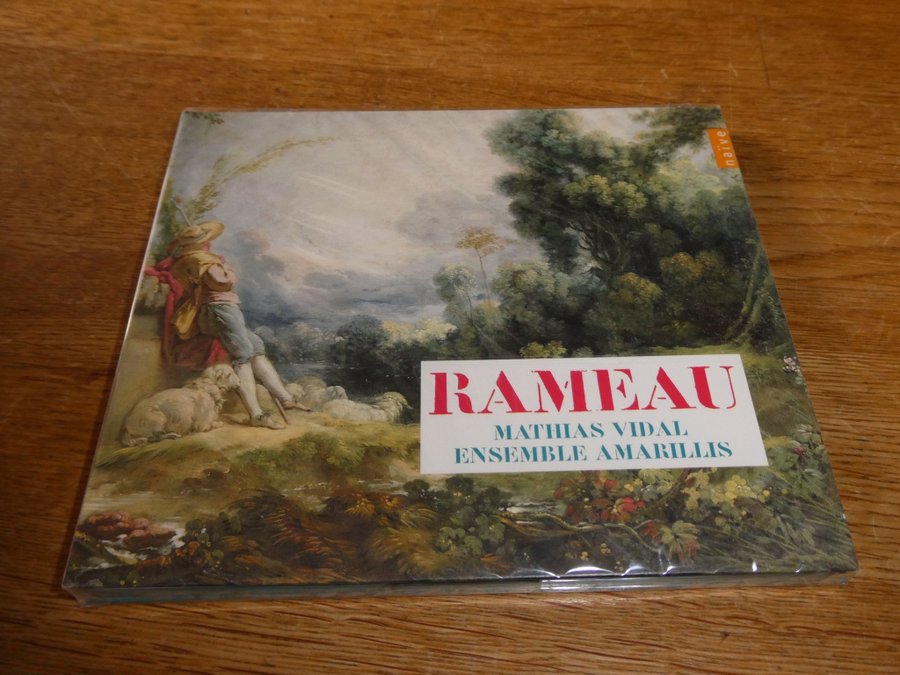 naïve
RAMEAU
MATHIAS VIDAL
ENSEMBLE AMARILLIS